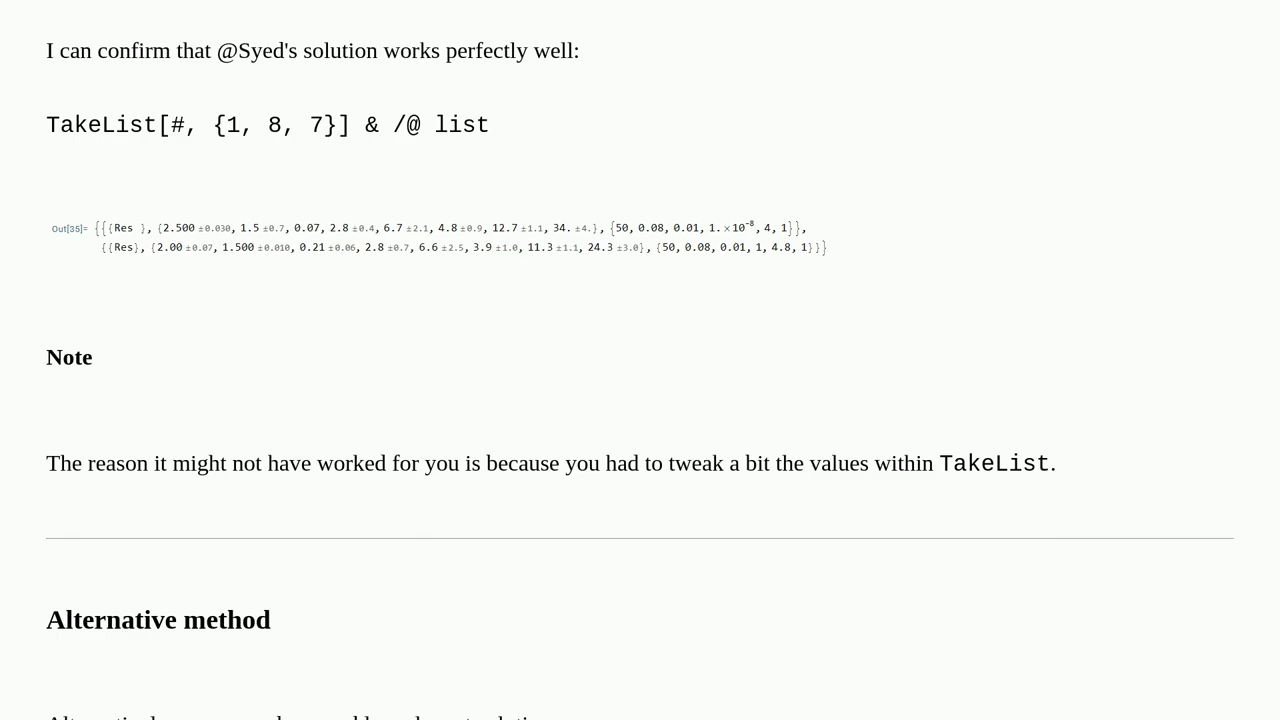 I can confirm that @Syed's solution works perfectly well:
TakeList[#, {1, 8, 7}] & /@ list
Out[35]= {{{Res }, {2.500 ±0.030, 1.5 ±0.7, 0.07, 2.8 ±0.4, 6.7 ±2.1, 4.8 ±0.9, 12.7 ±1.1, 34. ±4.}, {50, 0.08, 0.01, 1.×10⁻⁸, 4, 1}},
{{Res}, {2.00 ±0.07, 1.500 ±0.010, 0.21 ±0.06, 2.8 ±0.7, 6.6 ±2.5, 3.9 ±1.0, 11.3 ±1.1, 24.3 ±3.0}, {50, 0.08, 0.01, 1, 4.8, 1}}}
Note
The reason it might not have worked for you is because you had to tweak a bit the values within TakeList.
Alternative method